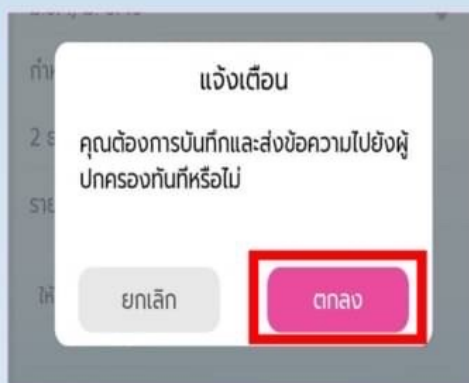 แจ้งเตือน
คุณต้องการบันทึกและส่งข้อความไปยังผู้
ปกครองทันทีหรือไม่
ยกเลิก
ตกลง